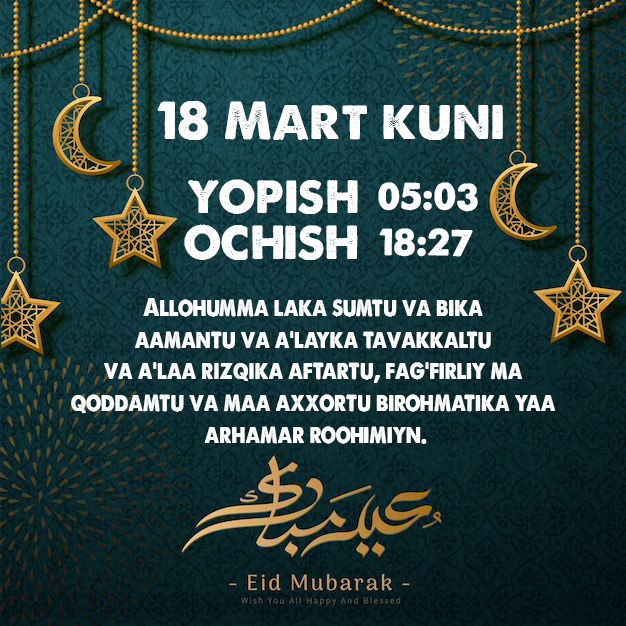 18 Mart kuni
Yopish 05:03
Ochish 18:27
Allohumma laka sumtu va bika
aamantu va a'layka tavakkaltu
va a'laa rizqika aftartu, fag'firliy ma
qoddamtu va maa axxortu birohmatika yaa
arhamar roohimiyn.
عيد مبارك
- Eid Mubarak -
Wish You All Happy And Blessed